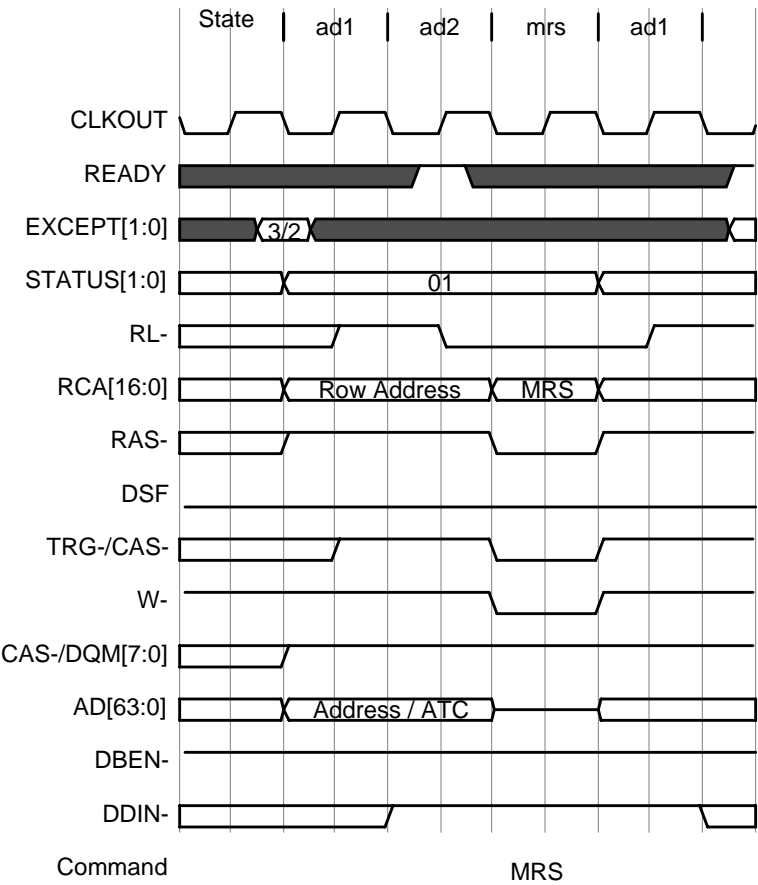 State ad1 ad2 mrs ad1
CLKOUT
READY
EXCEPT[1:0] 3/2
STATUS[1:0] 01
RL-
RCA[16:0] Row Address MRS
RAS-
DSF
TRG-/CAS-
W-
CAS-/DQM[7:0]
AD[63:0] Address / ATC
DBEN-
DDIN-
Command MRS